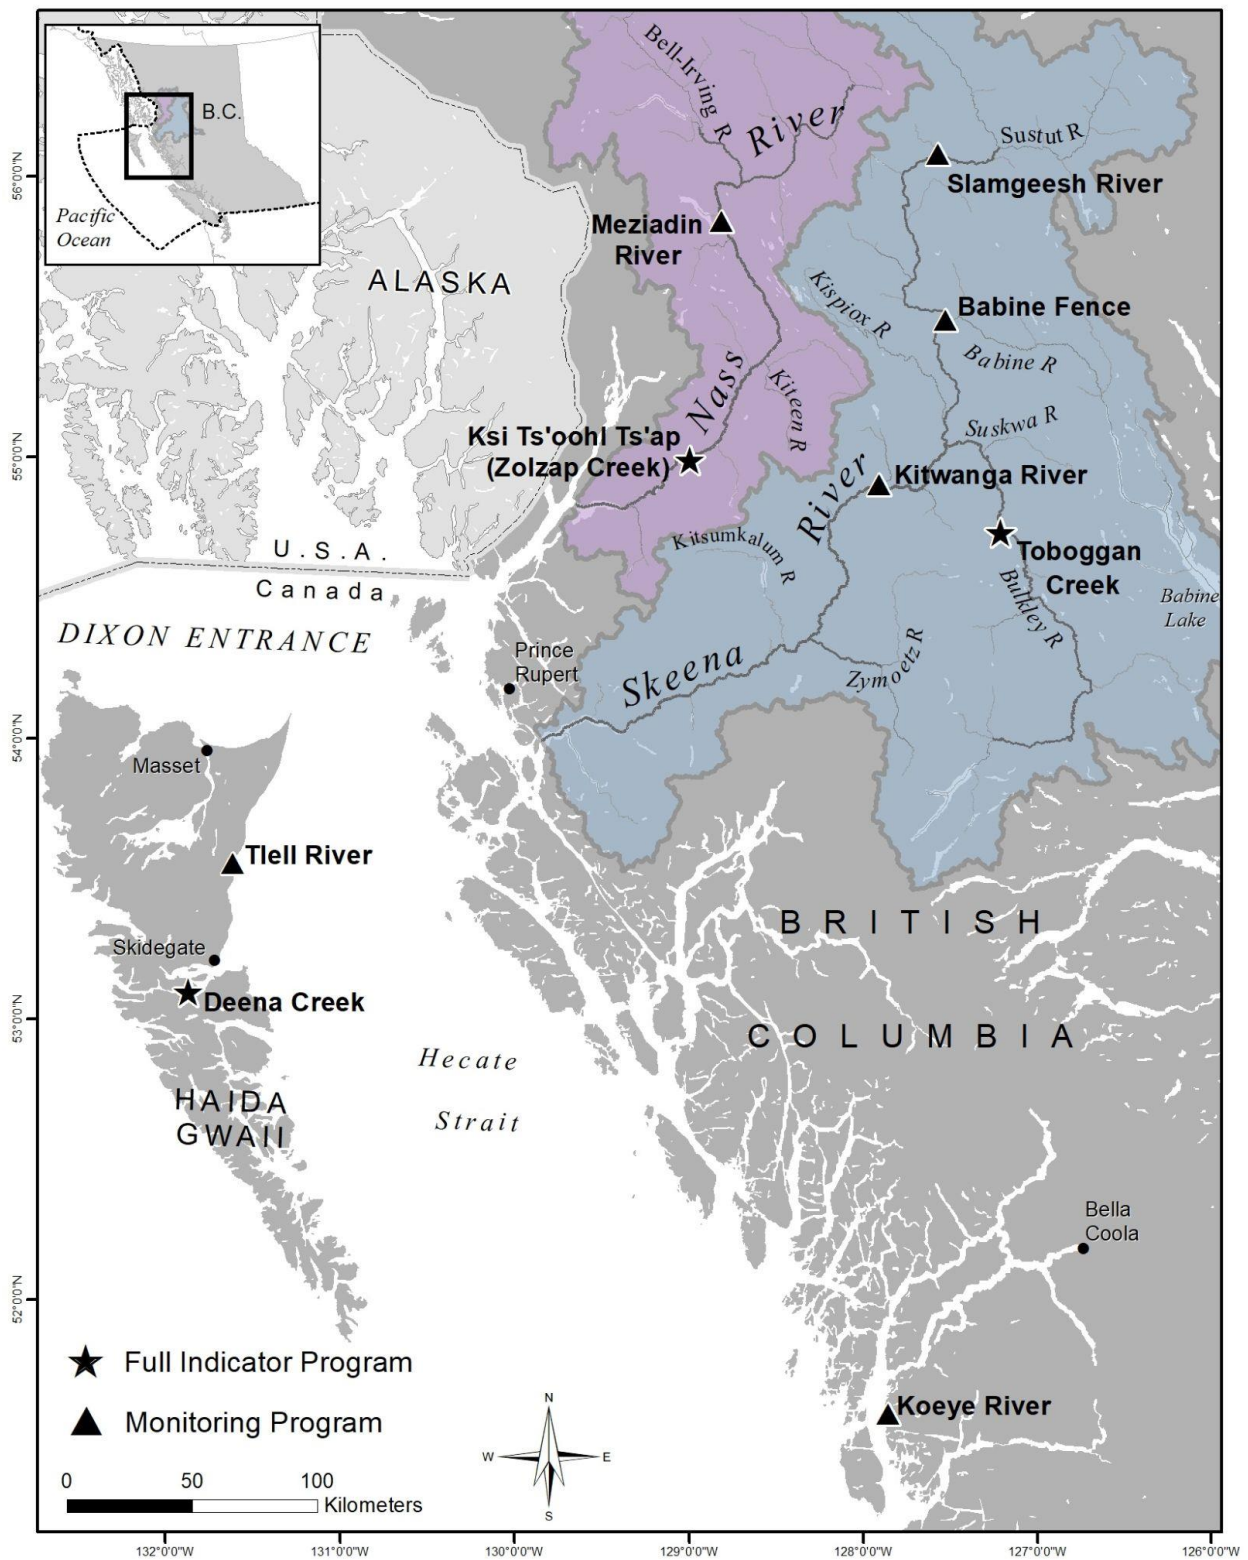 B.C.
Pacific
Ocean
Bell-Irving R
River
Sustut R
Slamgeesh River
56°0'0"N
Meziadin
River
ALASKA
Kispiox R
Babine Fence
Babine R
Nass
Kiteen R
Suskwa R
Ksi Ts'oohl Ts'ap
(Zolzap Creek)
55°0'0"N
River
Kitwanga River
Kitsumkalum R
Toboggan
Creek
U.S.A.
Canada
Bulkley R
Babine
Lake
DIXON ENTRANCE
Prince
Rupert
Skeena
Zymoetz R
54°0'0"N
Masset
Tlell River
BRITISH
Skidegate
Deena Creek
53°0'0"N
COLUMBIA
Hecate
Strait
HAIDA
GWAII
Bella
Coola
52°0'0"N
Full Indicator Program
Monitoring Program
Koeye River
N
W E
S
0 50 100
Kilometers
132°0'0"W 131°0'0"W 130°0'0"W 129°0'0"W 128°0'0"W 127°0'0"W 126°0'0"W